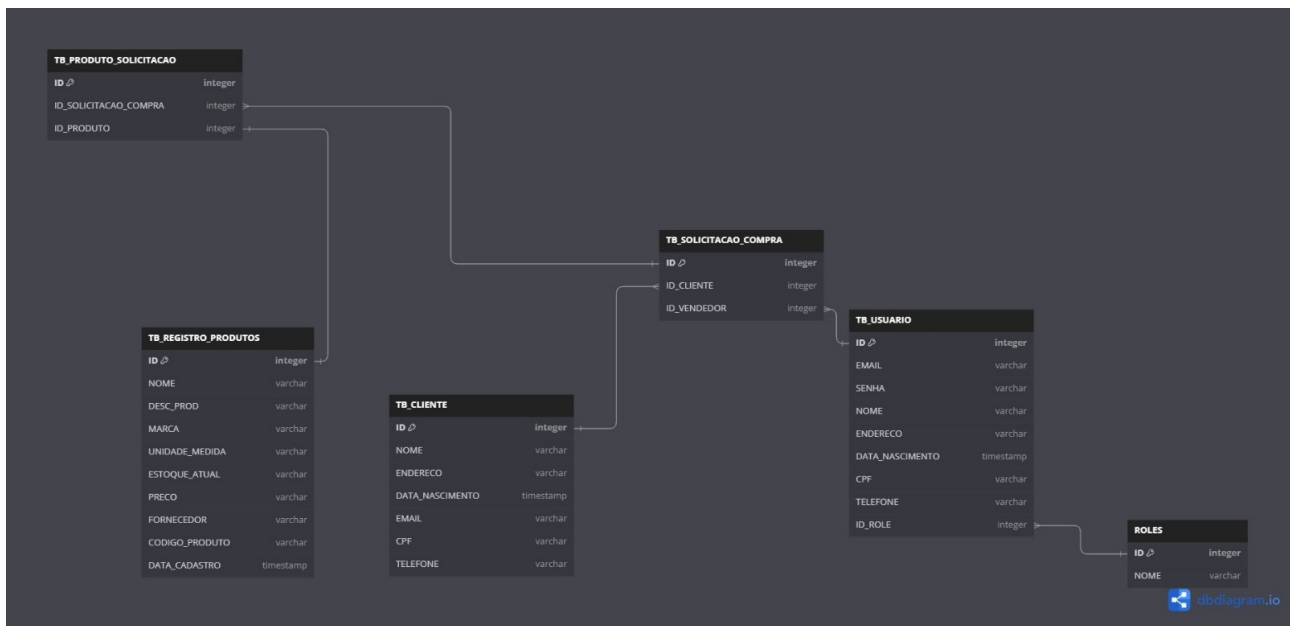 TB_PRODUTO_SOLICITACAO
ID integer
ID_SOLICITACAO_COMPRA integer
ID_PRODUTO integer
TB_SOLICITACAO_COMPRA
ID integer
ID_CLIENTE integer
ID_VENDEDOR integer
TB_USUARIO
ID integer
EMAIL varchar
SENHA varchar
NOME varchar
ENDERECO varchar
DATA_NASCIMENTO timestamp
CPF varchar
TELEFONE varchar
ID_ROLE integer
TB_REGISTRO_PRODUTOS
ID integer
NOME varchar
DESC_PROD varchar
MARCA varchar
UNIDADE_MEDIDA varchar
ESTOQUE_ATUAL varchar
PRECO varchar
FORNECEDOR varchar
CODIGO_PRODUTO varchar
DATA_CADASTRO timestamp
TB_CLIENTE
ID integer
NOME varchar
ENDERECO varchar
DATA_NASCIMENTO timestamp
EMAIL varchar
CPF varchar
TELEFONE varchar
ROLES
ID integer
NOME varchar
dbdiagram.io